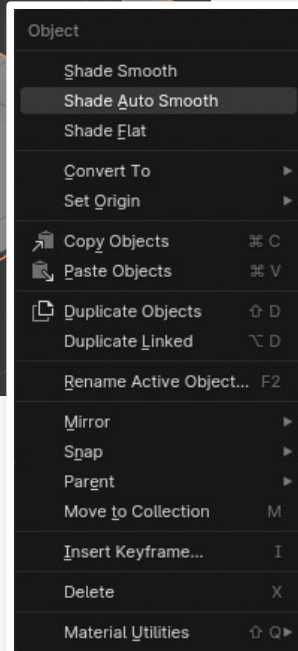 Object
Shade Smooth
Shade Auto Smooth
Shade Flat
Convert To
Set Origin
Copy Objects ⌘ C
Paste Objects ⌘ V
Duplicate Objects ⇧ D
Duplicate Linked ⌥ D
Rename Active Object... F2
Mirror
Snap
Parent
Move to Collection M
Insert Keyframe... I
Delete X
Material Utilities ⇧ Q